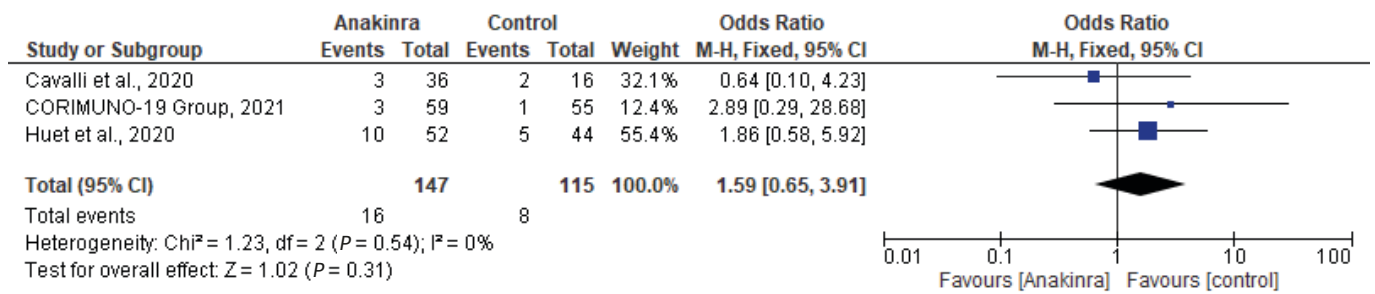 Anakinra Control Odds Ratio Odds Ratio
Study or Subgroup Events Total Events Total Weight M-H, Fixed, 95% CI M-H, Fixed, 95% CI
Cavalli et al., 2020 3 36 2 16 32.1% 0.64 [0.10, 4.23]
CORIMUNO-19 Group, 2021 3 59 1 55 12.4% 2.89 [0.29, 28.68]
Huet et al., 2020 10 52 5 44 55.4% 1.86 [0.58, 5.92]
Total (95% CI) 147 115 100.0% 1.59 [0.65, 3.91]
Total events 16 8
Heterogeneity: Chi² = 1.23, df = 2 (P = 0.54); I² = 0%
Test for overall effect: Z = 1.02 (P = 0.31)
0.01 0.1 1 10 100
Favours [Anakinra] Favours [control]